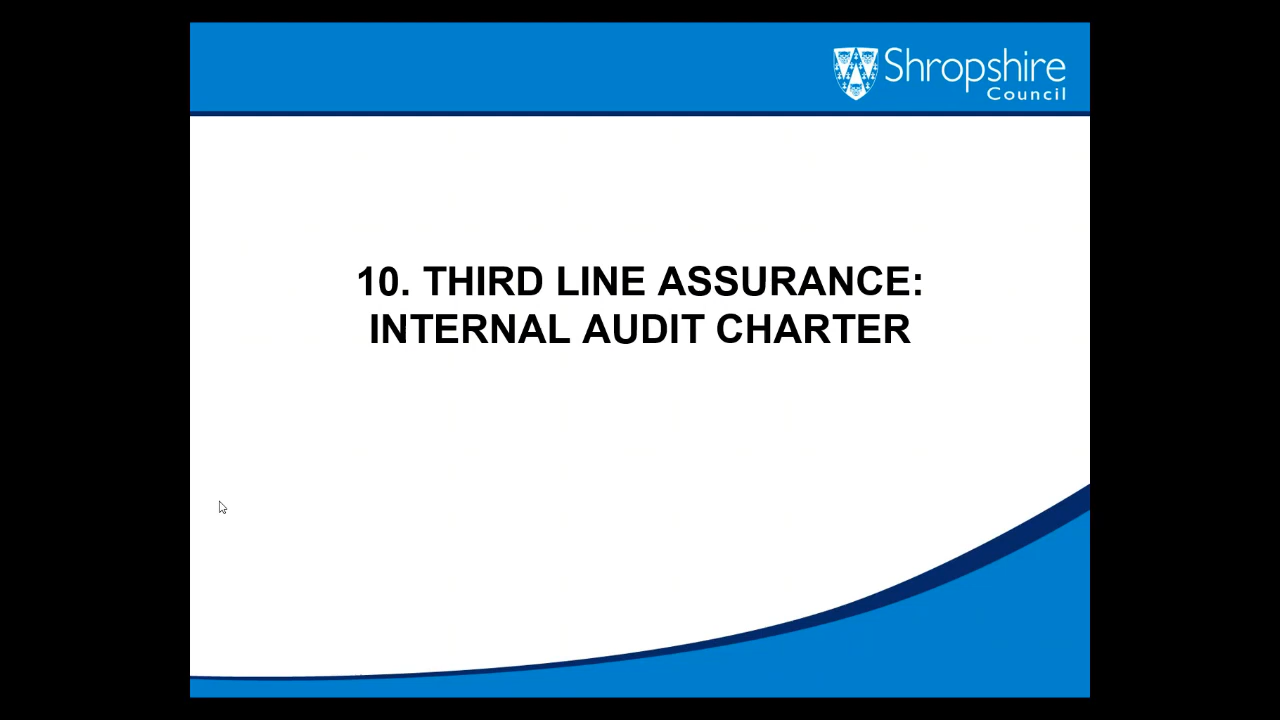 Shropshire
Council
10. THIRD LINE ASSURANCE:
INTERNAL AUDIT CHARTER